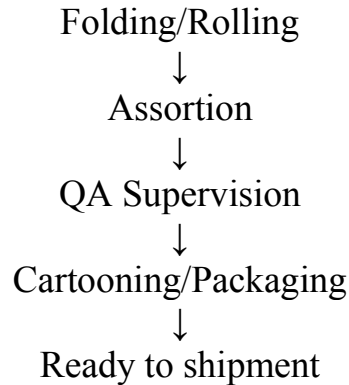 Folding/Rolling
↓
Assortion
↓
QA Supervision
↓
Cartooning/Packaging
↓
Ready to shipment